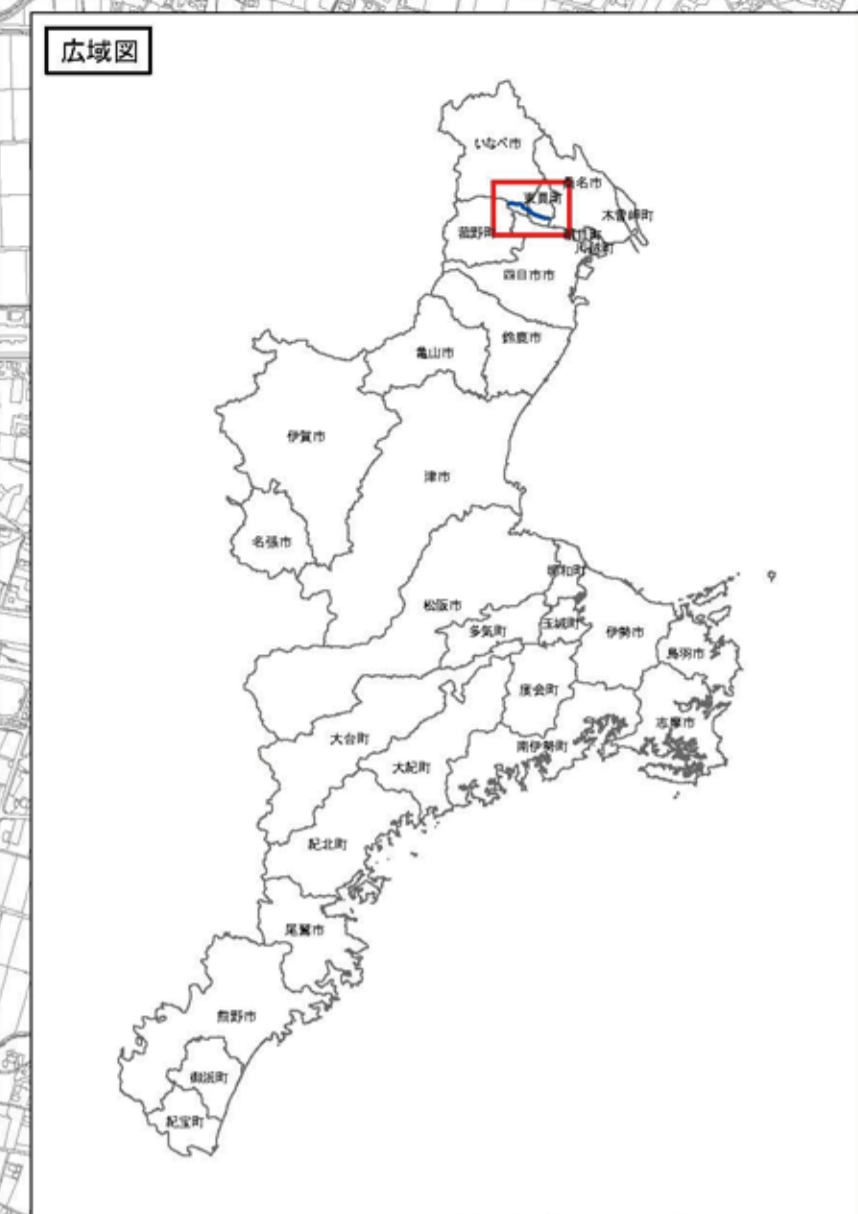 広域図
いなべ市
桑名市
東員町
木曽岬町
菰野町
朝日町
川越町
四日市市
鈴鹿市
亀山市
伊賀市
津市
名張市
明和町
松阪市
多気町
玉城町
伊勢市
鳥羽市
度会町
志摩市
大台町
南伊勢町
大紀町
紀北町
尾鷲市
熊野市
御浜町
紀宝町